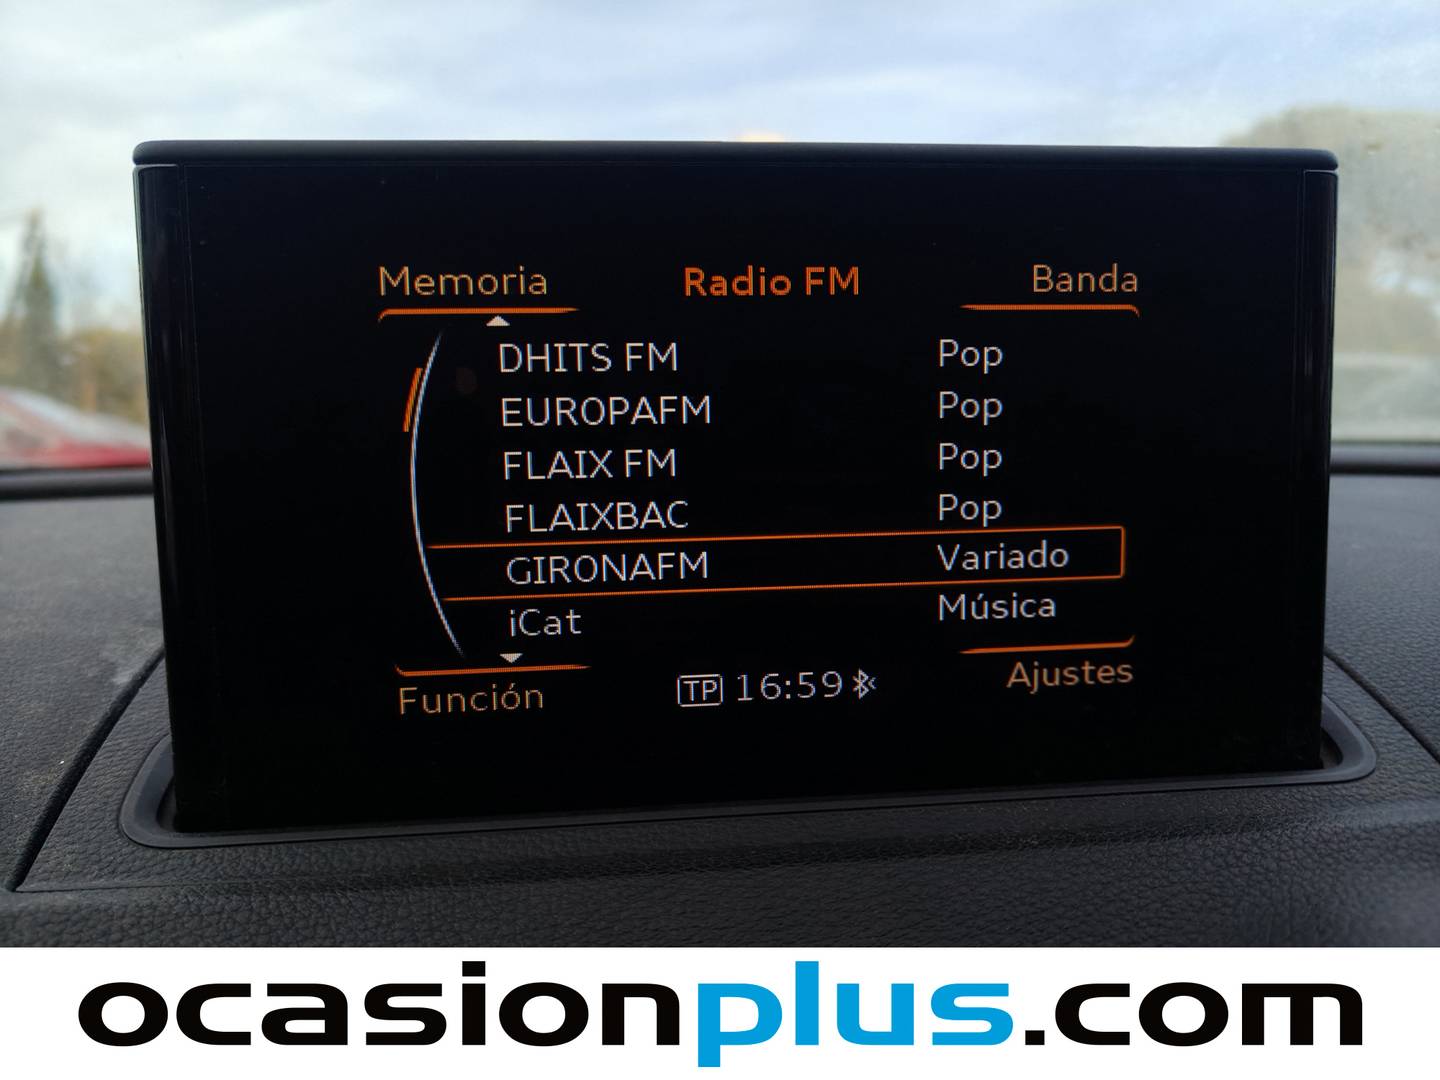 Memoria Radio FM Banda
DHITS FM Pop
EUROPAFM Pop
FLAIX FM Pop
FLAIXBAC Pop
GIRONAFM Variado
iCat Música
Función TP 16:59 Ajustes
ocasionplus.com